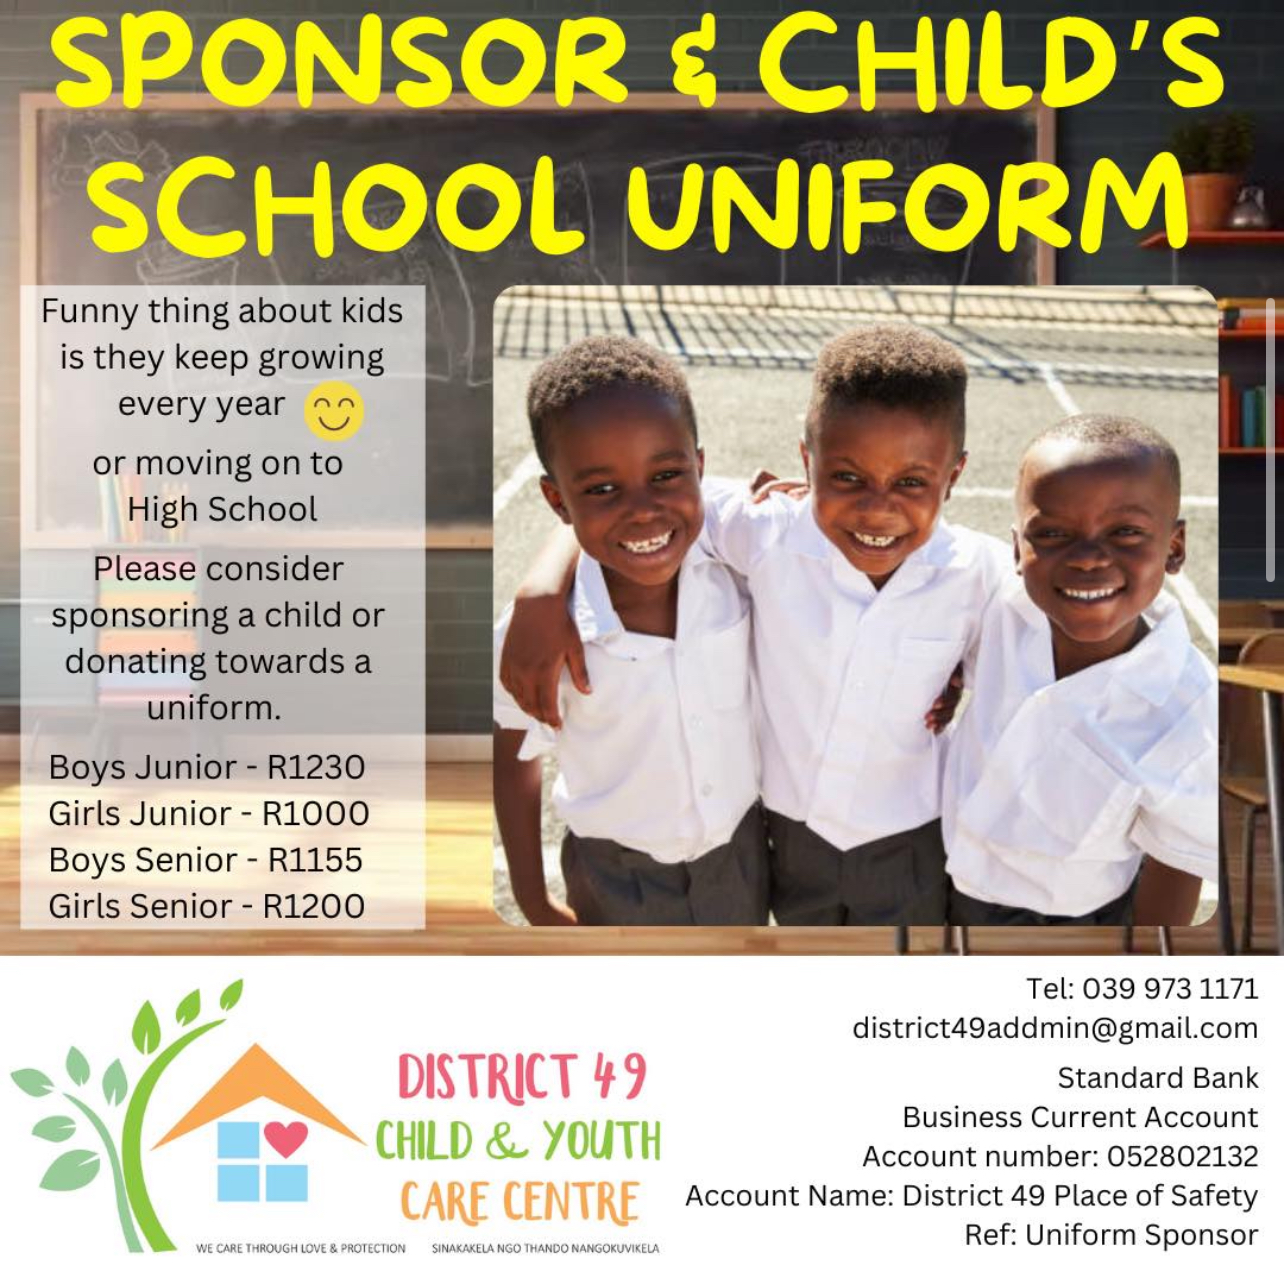 SPONSOR & CHILD'S
SCHOOL UNIFORM
Funny thing about kids
is they keep growing
every year
or moving on to
High School
Please consider
sponsoring a child or
donating towards a
uniform.
Boys Junior - R1230
Girls Junior - R1000
Boys Senior - R1155
Girls Senior - R1200
DISTRICT 49
CHILD & YOUTH
CARE CENTRE
WE CARE THROUGH LOVE & PROTECTION SINAKAKELA NGO THANDO NANGOKUVIKELA
Tel: 039 973 1171
district49addmin@gmail.com
Standard Bank
Business Current Account
Account number: 052802132
Account Name: District 49 Place of Safety
Ref: Uniform Sponsor